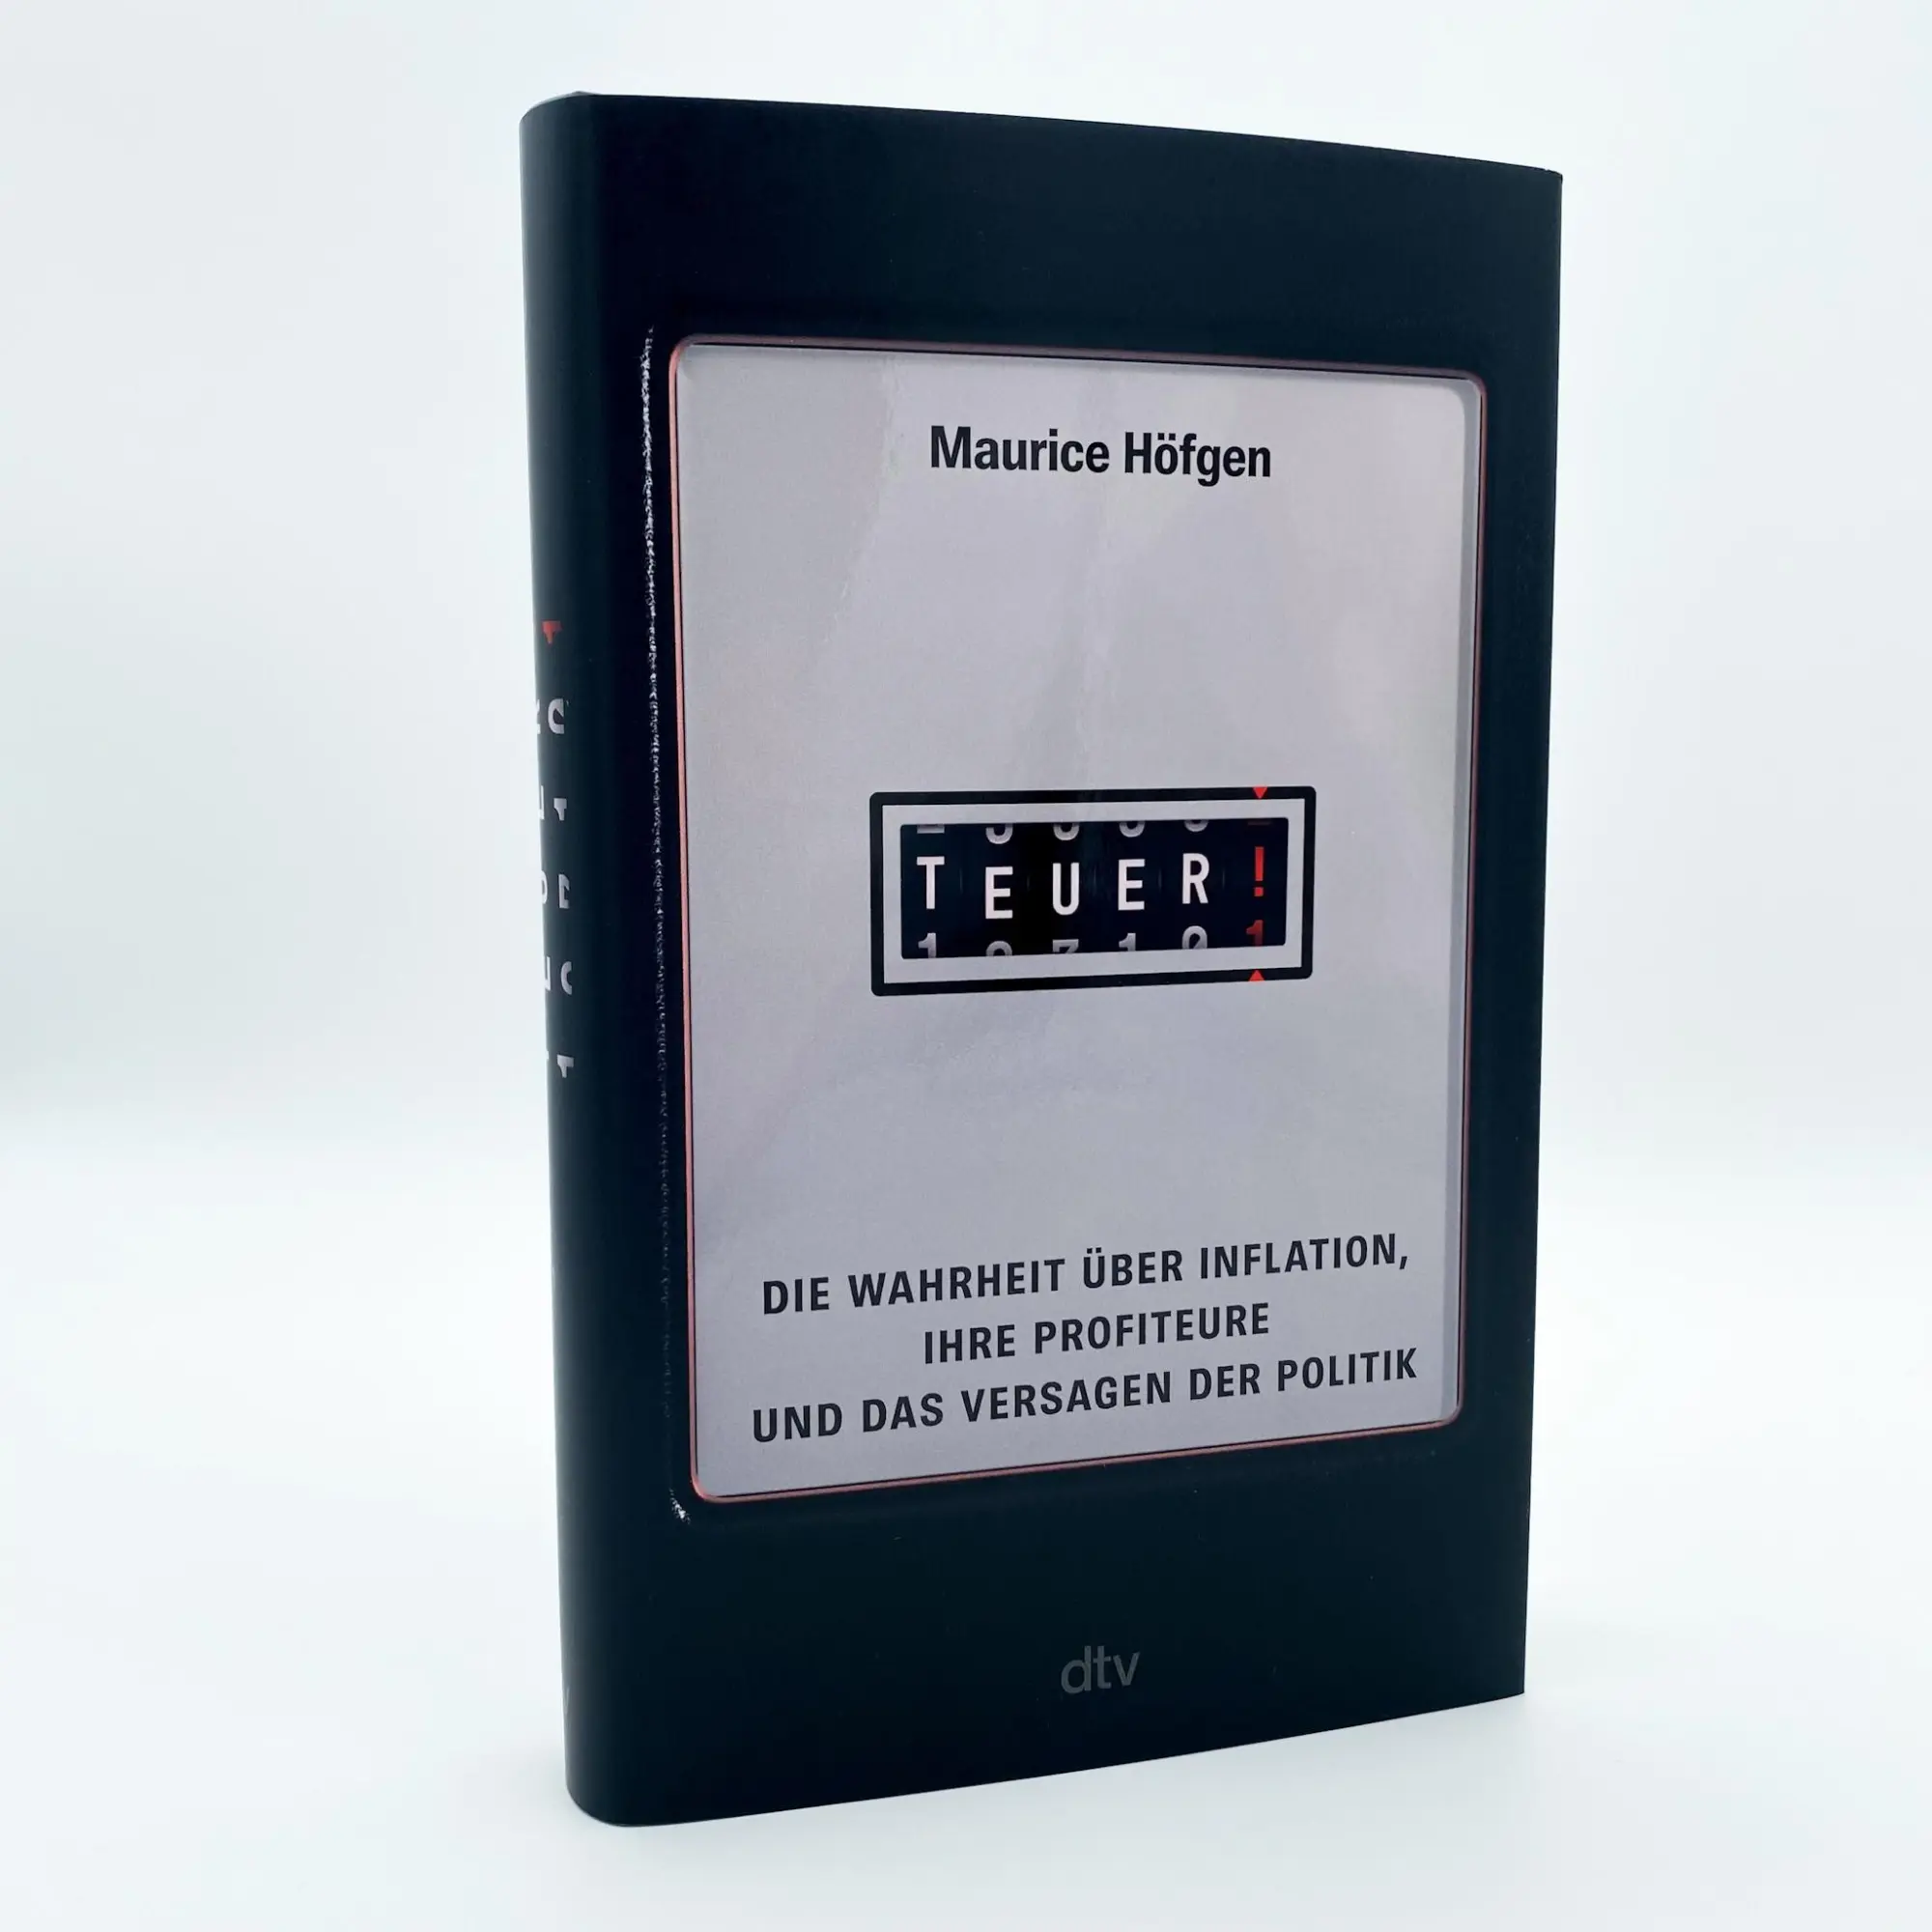 Maurice Höfgen
TEUER!
DIE WAHRHEIT ÜBER INFLATION,
IHRE PROFITEURE
UND DAS VERSAGEN DER POLITIK
dtv